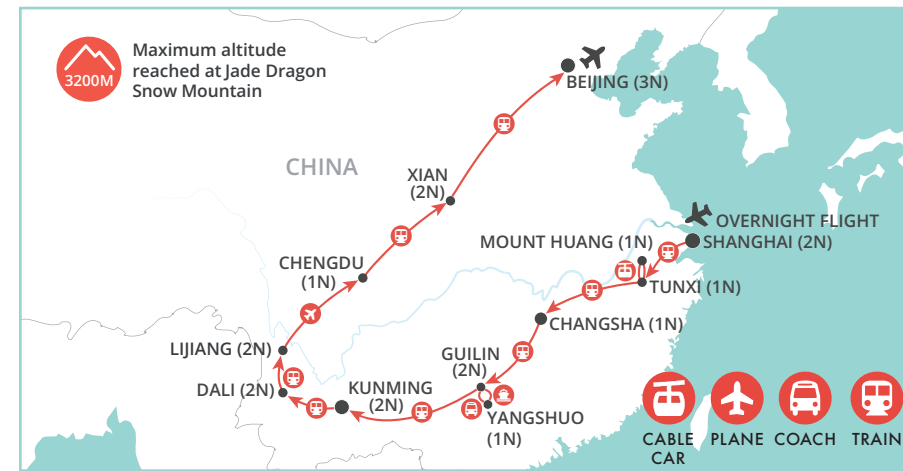 3200M
Maximum altitude
reached at Jade Dragon
Snow Mountain
BEIJING (3N)
CHINA
XIAN
(2N)
OVERNIGHT FLIGHT
SHANGHAI (2N)
MOUNT HUANG (1N)
CHENGDU
(1N)
TUNXI (1N)
CHANGSHA (1N)
LIJIANG (2N)
GUILIN
(2N)
DALI (2N)
KUNMING
(2N)
YANGSHUO
(1N)
CABLE
CAR
PLANE
COACH
TRAIN